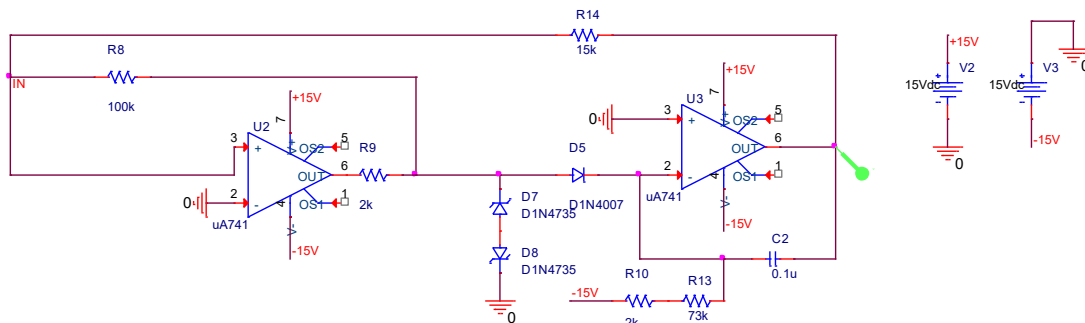 R14
15k
R8
IN
100k
+15V
7
U2
3
+
V+
OS2
5
OUT
6
R9
0
2
-
OS1
1
2k
uA741
4
V-
-15V
D7
D1N4735
D8
D1N4735
0
D5
D1N4007
+15V
7
U3
0
3
+
V+
OS2
5
OUT
6
2
-
OS1
1
uA741
4
V-
-15V
C2
0.1u
-15V
R10
2k
R13
73k
+15V
V2
15Vdc
+
-
0
V3
15Vdc
+
-
0
-15V